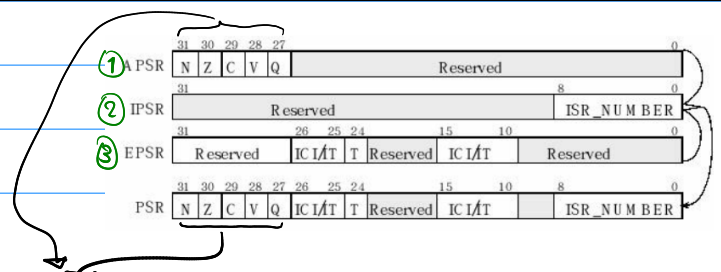 31 30 29 28 27 0
① APSR N Z C V Q Reserved
31 8 0
② IPSR Reserved ISR_NUMBER
31 26 25 24 15 10 0
③ EPSR Reserved ICI/IT T Reserved ICI/IT Reserved
31 30 29 28 27 26 25 24 15 10 8 0
PSR N Z C V Q ICI/IT T Reserved ICI/IT ISR_NUMBER